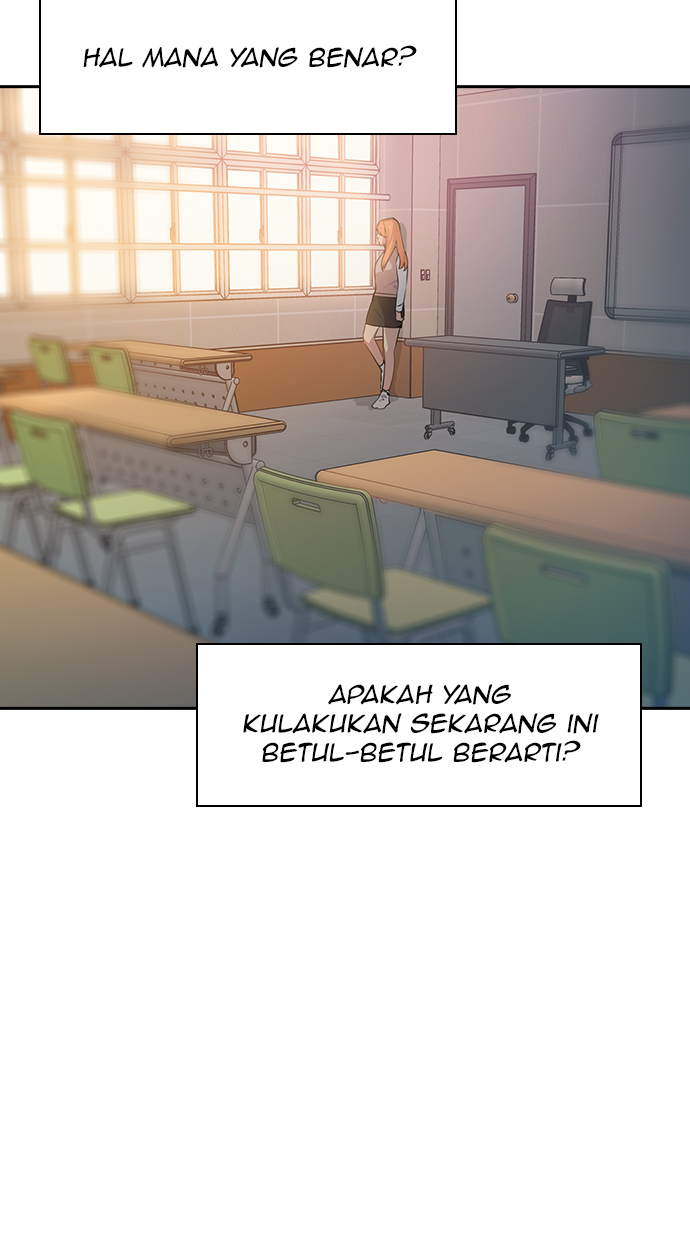 HAL MANA YANG BENAR?
APAKAH YANG
KULAKUKAN SEKARANG INI
BETUL-BETUL BERARTI?